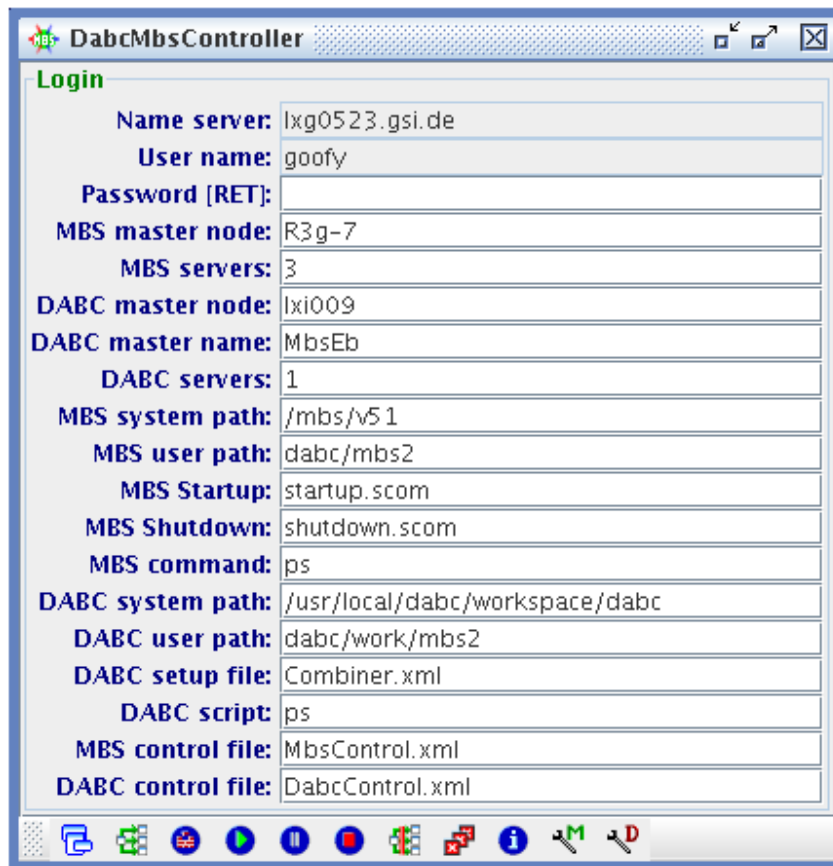 DabcMbsController
Login
Name server: lxg0523.gsi.de
User name: goofy
Password [RET]:
MBS master node: R3g-7
MBS servers: 3
DABC master node: lxi009
DABC master name: MbsEb
DABC servers: 1
MBS system path: /mbs/v51
MBS user path: dabc/mbs2
MBS Startup: startup.scom
MBS Shutdown: shutdown.scom
MBS command: ps
DABC system path: /usr/local/dabc/workspace/dabc
DABC user path: dabc/work/mbs2
DABC setup file: Combiner.xml
DABC script: ps
MBS control file: MbsControl.xml
DABC control file: DabcControl.xml
M D